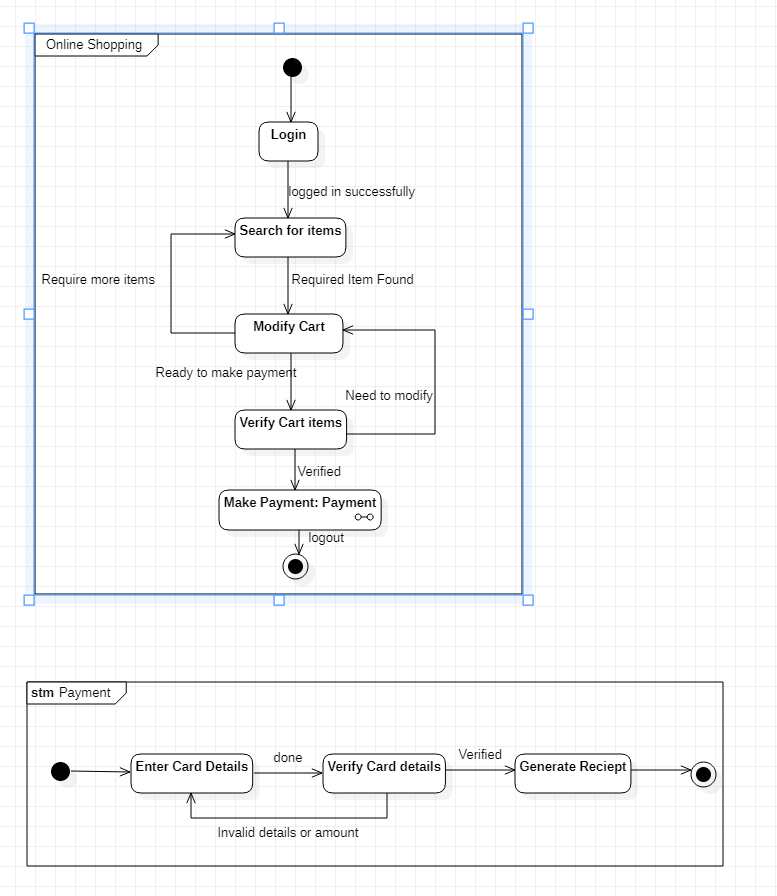 Online Shopping
Login
logged in successfully
Search for items
Require more items
Required Item Found
Modify Cart
Ready to make payment
Need to modify
Verify Cart items
Verified
Make Payment: Payment
logout
stm Payment
Enter Card Details
done
Verify Card details
Verified
Generate Reciept
Invalid details or amount